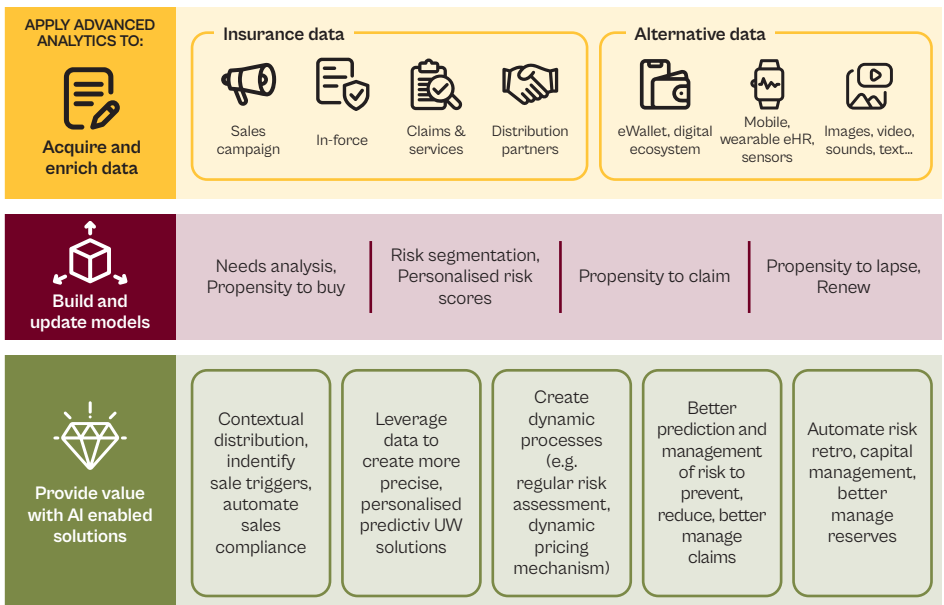 APPLY ADVANCED
ANALYTICS TO:
Acquire and
enrich data
Insurance data
Sales
campaign
In-force
Claims &
services
Distribution
partners
Alternative data
eWallet, digital
ecosystem
Mobile,
wearable eHR,
sensors
Images, video,
sounds, text...
Build and
update models
Needs analysis,
Propensity to buy
Risk segmentation,
Personalised risk
scores
Propensity to claim
Propensity to lapse,
Renew
Provide value
with AI enabled
solutions
Contextual
distribution,
indentify
sale triggers,
automate
sales
compliance
Leverage
data to
create more
precise,
personalised
predictiv UW
solutions
Create
dynamic
processes
(e.g.
regular risk
assessment,
dynamic
pricing
mechanism)
Better
prediction and
management
of risk to
prevent,
reduce, better
manage
claims
Automate risk
retro, capital
management,
better
manage
reserves